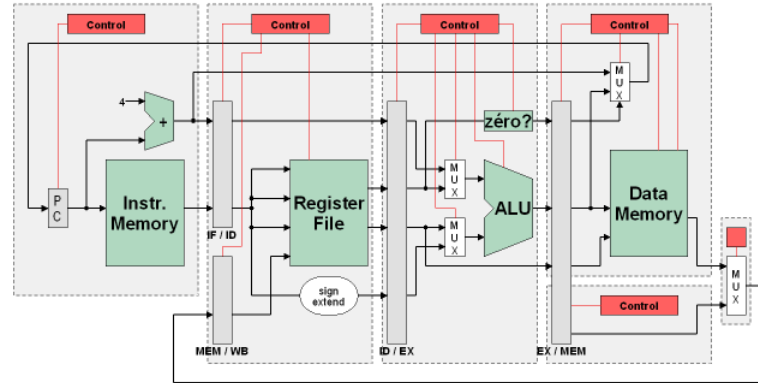 Control
Control
Control
Control
4
+
M
U
X
zéro?
P
C
Instr.
Memory
Register
File
M
U
X
ALU
Data
Memory
IF / ID
M
U
X
sign
extend
M
U
X
Control
MEM / WB
ID / EX
EX / MEM